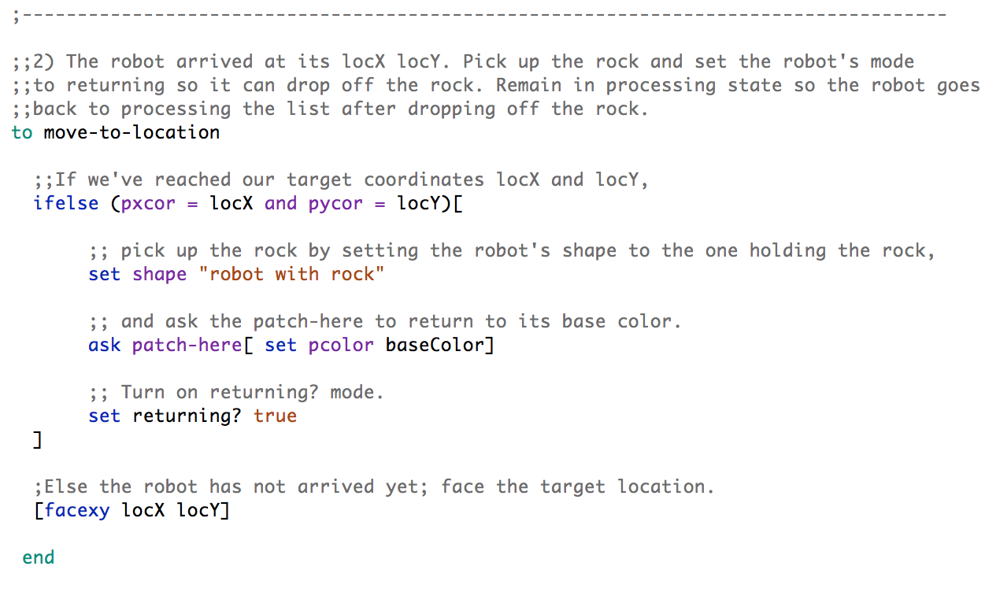 ;------------------------------------------------------------------------------------
;;2) The robot arrived at its locX locY. Pick up the rock and set the robot's mode
;;to returning so it can drop off the rock. Remain in processing state so the robot goes
;;back to processing the list after dropping off the rock.
to move-to-location
;;If we've reached our target coordinates locX and locY,
ifelse (pxcor = locX and pycor = locY)[
;; pick up the rock by setting the robot's shape to the one holding the rock,
set shape "robot with rock"
;; and ask the patch-here to return to its base color.
ask patch-here[ set pcolor baseColor]
;; Turn on returning? mode.
set returning? true
]
;Else the robot has not arrived yet; face the target location.
[facexy locX locY]
end